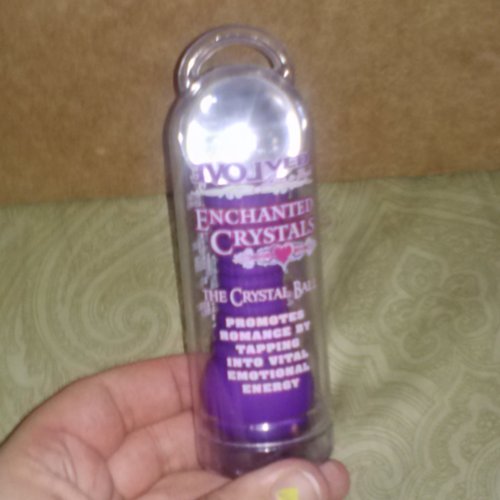 ENCHANTED
CRYSTALS
THE CRYSTAL BALL
PROMOTES
ROMANCE BY
TAPPING
INTO VITAL
EMOTIONAL
ENERGY